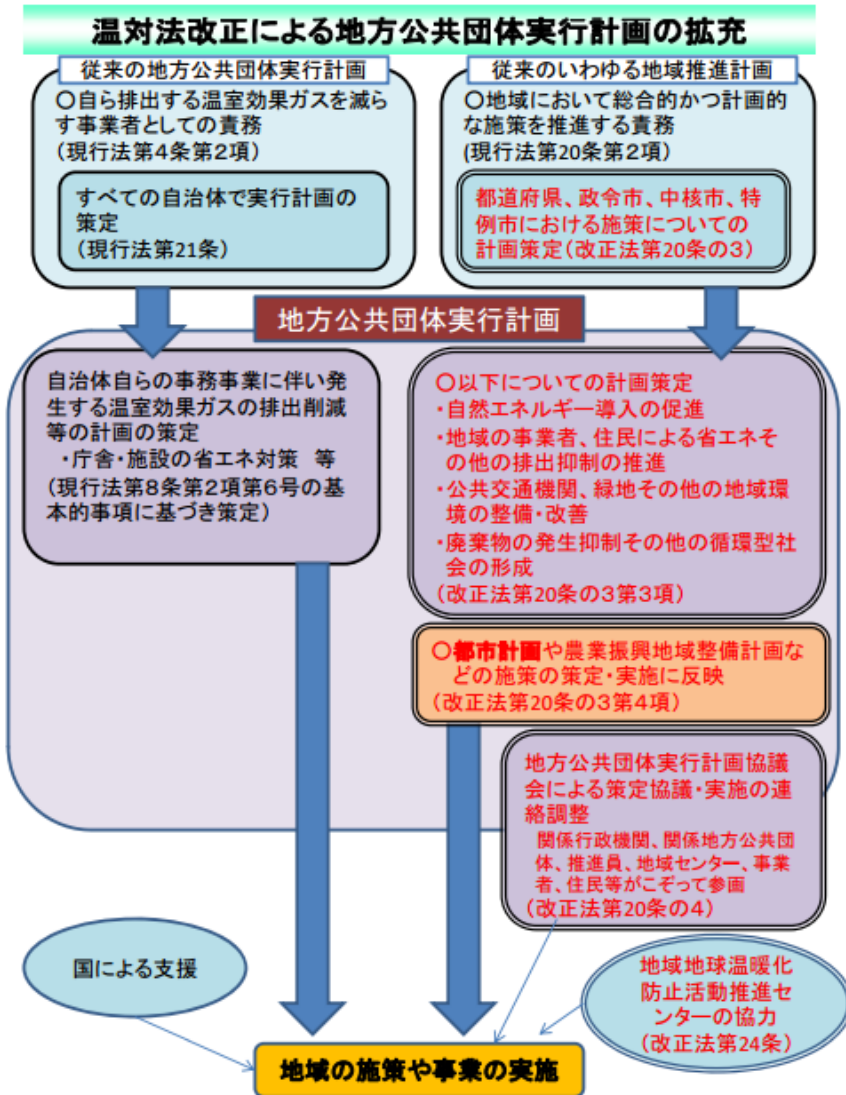 温対法改正による地方公共団体実行計画の拡充
従来の地方公共団体実行計画
〇自ら排出する温室効果ガスを減ら
す事業者としての責務
(現行法第4条第2項)
すべての自治体で実行計画の
策定
(現行法第21条)
従来のいわゆる地域推進計画
〇地域において総合的かつ計画的
な施策を推進する責務
(現行法第20条第2項)
都道府県、政令市、中核市、特
例市における施策についての
計画策定(改正法第20条の3)
地方公共団体実行計画
自治体自らの事務事業に伴い発
生する温室効果ガスの排出削減
等の計画の策定
・庁舎・施設の省エネ対策 等
(現行法第8条第2項第6号の基
本的事項に基づき策定)
〇以下についての計画策定
・自然エネルギー導入の促進
・地域の事業者、住民による省エネそ
の他の排出抑制の推進
・公共交通機関、緑地その他の地域環
境の整備・改善
・廃棄物の発生抑制その他の循環型社
会の形成
(改正法第20条の3第3項)
〇都市計画や農業振興地域整備計画な
どの施策の策定・実施に反映
(改正法第20条の3第4項)
地方公共団体実行計画協議
会による策定協議・実施の連
絡調整
関係行政機関、関係地方公共団
体、推進員、地域センター、事業
者、住民等がこぞって参画
(改正法第20条の4)
国による支援
地域地球温暖化
防止活動推進セ
ンターの協力
(改正法第24条)
地域の施策や事業の実施